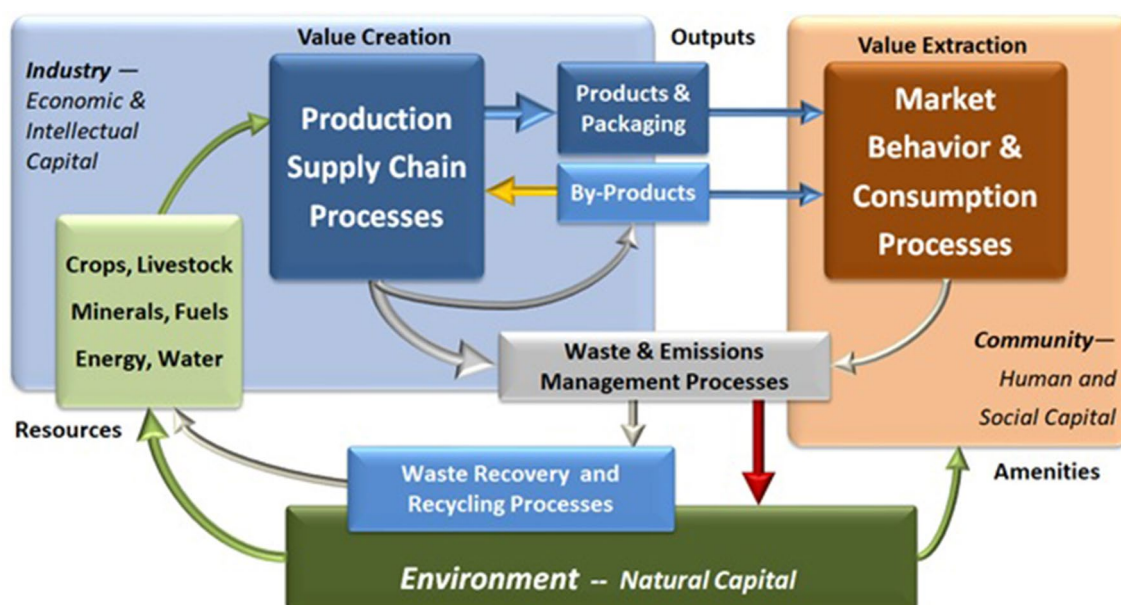 Value Creation
Outputs
Value Extraction
Industry —
Economic &
Intellectual
Capital
Production
Supply Chain
Processes
Products &
Packaging
By-Products
Market
Behavior &
Consumption
Processes
Crops, Livestock
Minerals, Fuels
Energy, Water
Resources
Waste & Emissions
Management Processes
Community—
Human and
Social Capital
Amenities
Waste Recovery and
Recycling Processes
Environment -- Natural Capital